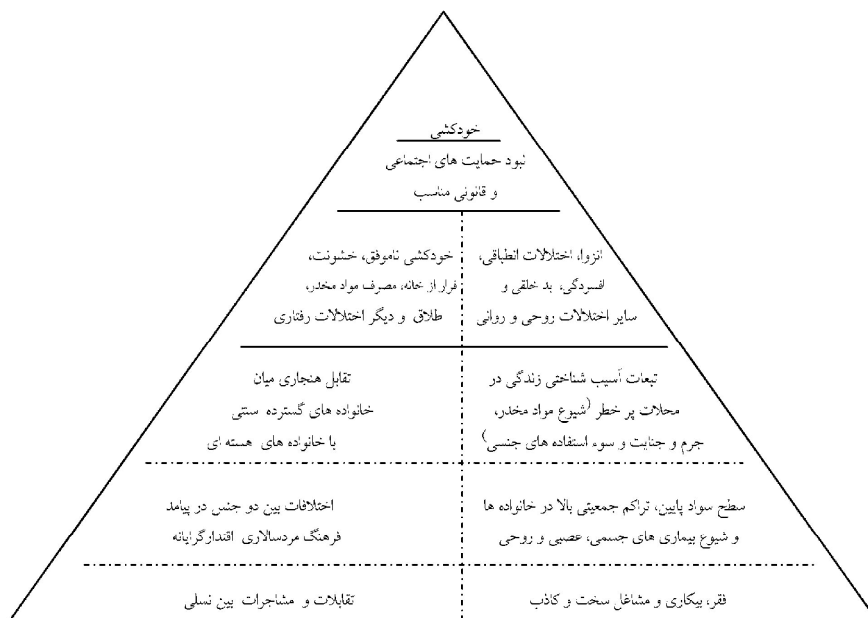 خودکشی
نبود حمایت های اجتماعی
و قانونی مناسب
انزوا، اختلالات انطباقی،
افسردگی، بد خلقی و
سایر اختلالات روحی و روانی
خودکشی ناموفق، خشونت،
فرار از خانه، مصرف مواد مخدر،
طلاق و دیگر اختلالات رفتاری
تبعات آسیب شناختی زندگی در
محلات پر خطر (شیوع مواد مخدر،
جرم و جنایت و سوء استفاده های جنسی)
تقابل هنجاری میان
خانواده های گسترده سنتی
با خانواده های هسته ای
سطح سواد پایین، تراکم جمعیتی بالا در خانواده ها
و شیوع بیماری های جسمی، عصبی و روحی
اختلافات بین دو جنس در پیامد
فرهنگ مردسالاری اقتدارگرایانه
فقر، بیکاری و مشاغل سخت و کاذب
تقابلات و مشاجرات بین نسلی